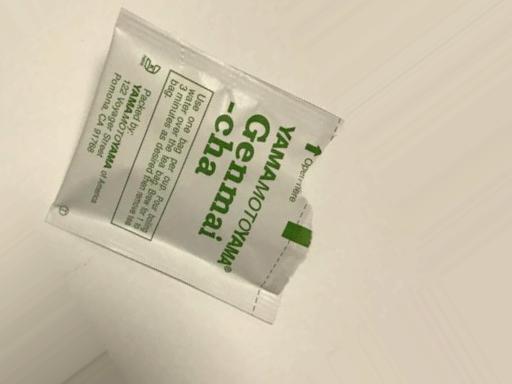 Open Here
YAMAMOTOYAMA®
Genmai
-cha
Use one bag per cup. Pour boiling
water over the tea bag. Brew for 1 to
3 minutes as desired then remove tea
bag.
Packed by:
YAMAMOTOYAMA of America
122 Voyager Street
Pomona, CA 91768